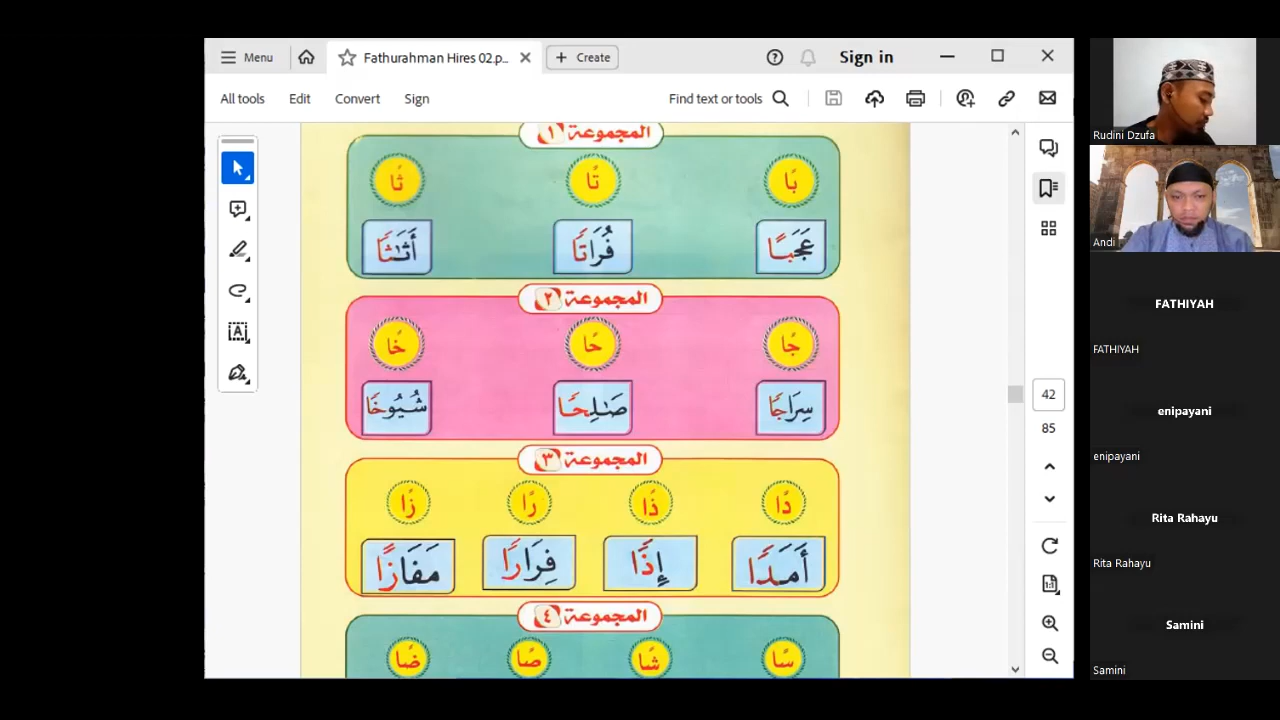 Menu
Fathurahman Hires 02.p...
Create
Sign in
All tools
Edit
Convert
Sign
Find text or tools
المجموعة ١
بًا تًا ثًا
عَجَبًا فُرَاتًا أَثَٰثًا
المجموعة ٢
جًا حًا خًا
سِرَاجًا صَٰلِحًا شُيُوخًا
المجموعة ٣
دًا ذًا رًا زًا
أَمَدًا إِذًا فِرَارًا مَفَازًا
المجموعة ٤
سًا شًا صًا ضًا
42
85
1:1
Rudini Dzufa
Andi
FATHIYAH
FATHIYAH
enipayani
enipayani
Rita Rahayu
Rita Rahayu
Samini
Samini